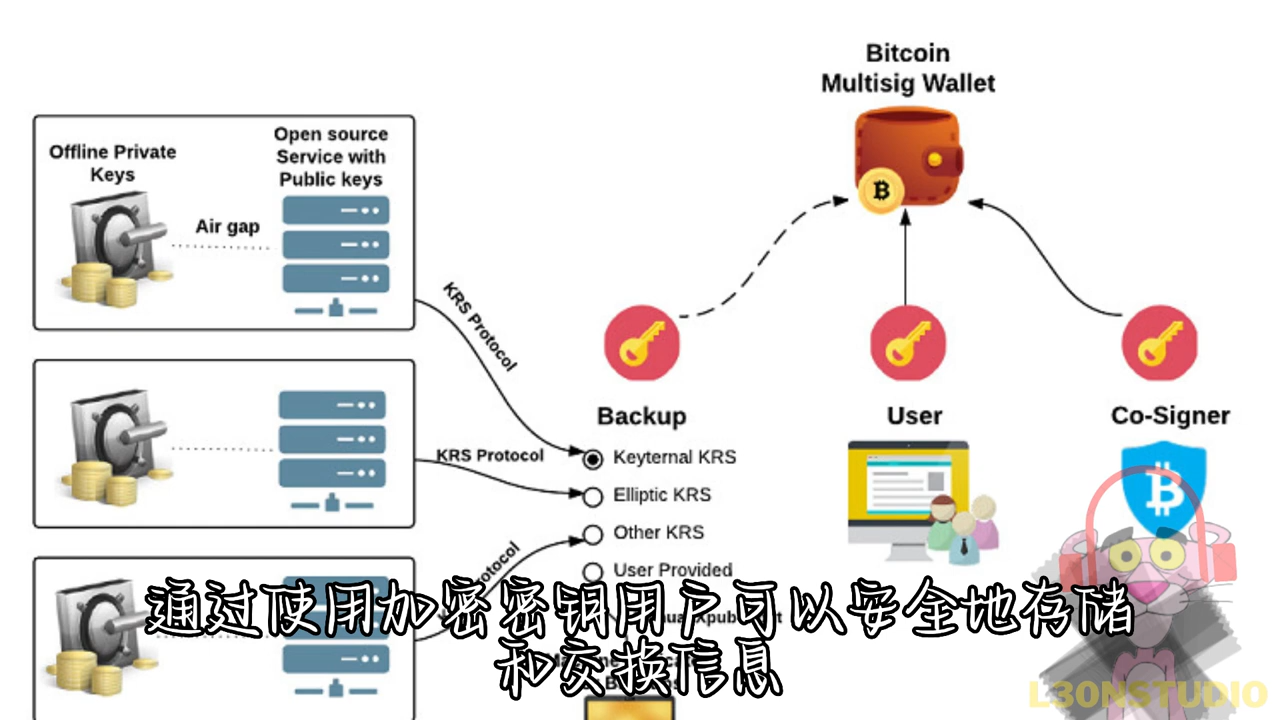 Bitcoin
Multisig Wallet
Offline Private
Keys
Open source
Service with
Public keys
Air gap
KRS Protocol
KRS Protocol
Backup
User
Co-Signer
Keyternal KRS
Elliptic KRS
Other KRS
User Provided
通过使用加密密钥用户可以安全地存储
和交换信息
L30NSTUDIO